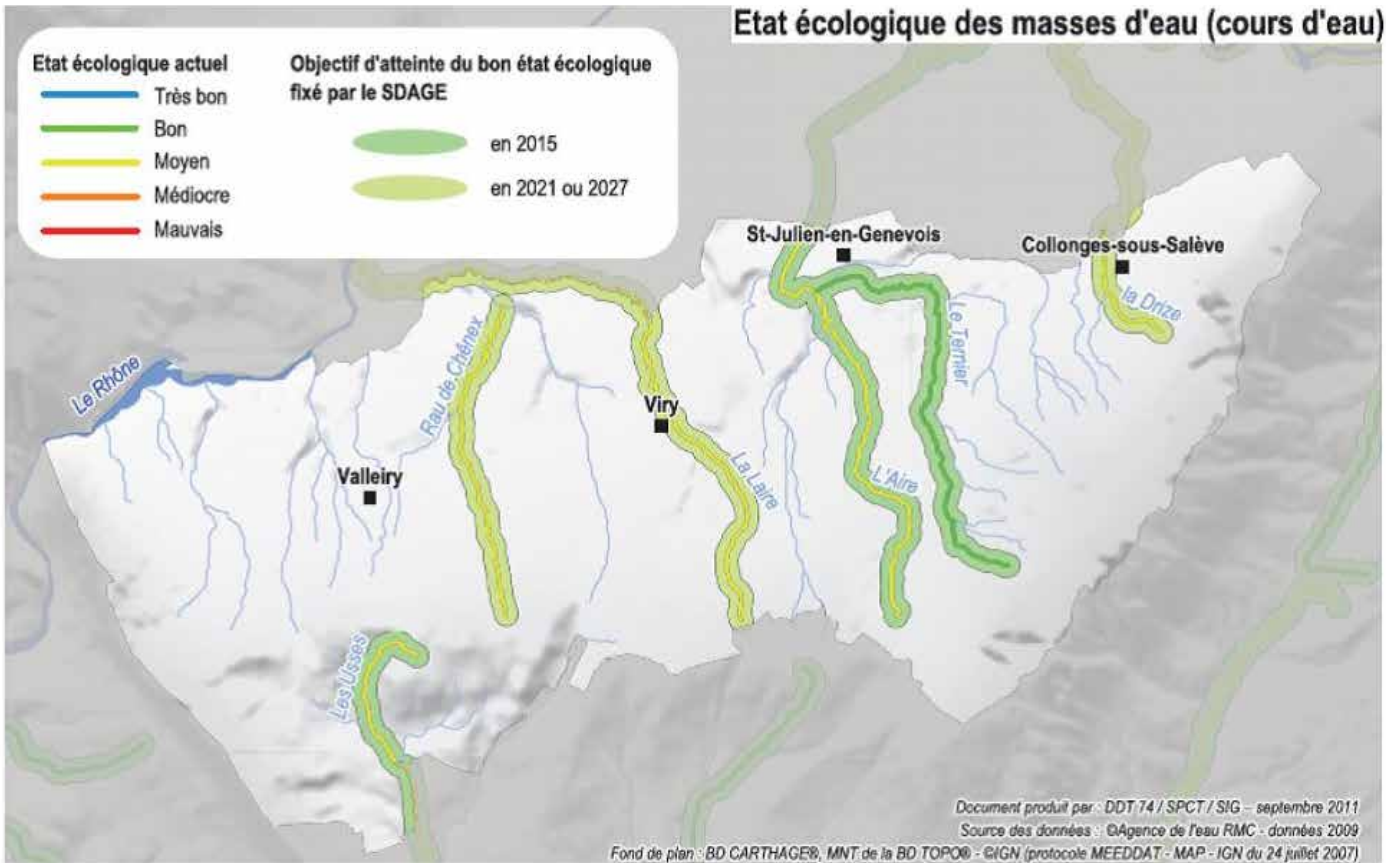 Etat écologique des masses d'eau (cours d'eau)
Etat écologique actuel
Très bon
Bon
Moyen
Médiocre
Mauvais
Objectif d'atteinte du bon état écologique
fixé par le SDAGE
en 2015
en 2021 ou 2027
St-Julien-en-Genevois
Collonges-sous-Salève
la Drize
Le Ternier
Rau de Chênex
Le Rhône
Viry
Valleiry
La Laire
L'Aire
Les Usses
Document produit par : DDT 74 / SPCT / SIG - septembre 2011
Source des données : ©Agence de l'eau RMC - données 2009
Fond de plan : BD CARTHAGE®, MNT de la BD TOPO® - ©IGN (protocole MEEDDAT - MAP - IGN du 24 juillet 2007)